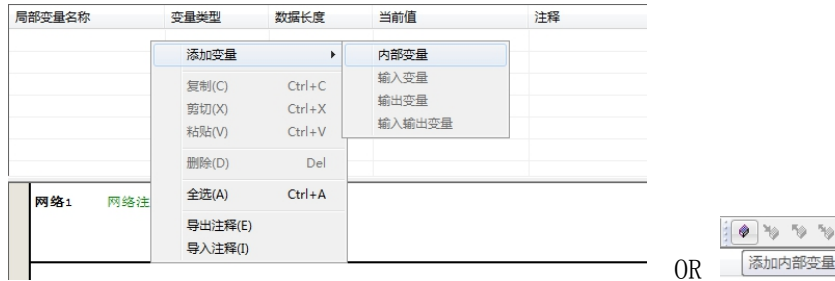 局部变量名称 变量类型 数据长度 当前值 注释
添加变量 内部变量
输入变量
复制(C) Ctrl+C
输出变量
剪切(X) Ctrl+X
输入输出变量
粘贴(V) Ctrl+V
删除(D) Del
全选(A) Ctrl+A
网络1 网络注
导出注释(E)
导入注释(I)
OR
添加内部变量